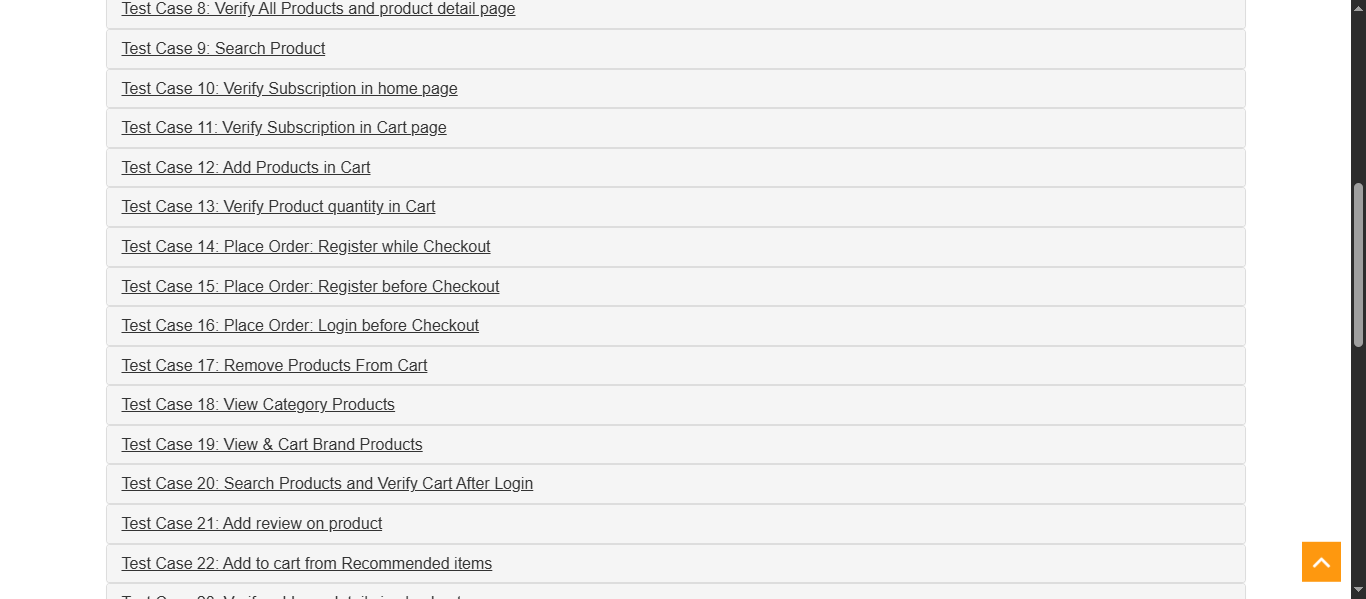 Test Case 8: Verify All Products and product detail page
Test Case 9: Search Product
Test Case 10: Verify Subscription in home page
Test Case 11: Verify Subscription in Cart page
Test Case 12: Add Products in Cart
Test Case 13: Verify Product quantity in Cart
Test Case 14: Place Order: Register while Checkout
Test Case 15: Place Order: Register before Checkout
Test Case 16: Place Order: Login before Checkout
Test Case 17: Remove Products From Cart
Test Case 18: View Category Products
Test Case 19: View & Cart Brand Products
Test Case 20: Search Products and Verify Cart After Login
Test Case 21: Add review on product
Test Case 22: Add to cart from Recommended items